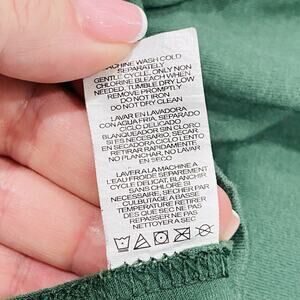 MACHINE WASH COLD
SEPARATELY
GENTLE CYCLE, ONLY NON
CHLORINE BLEACH WHEN
NEEDED, TUMBLE DRY LOW
REMOVE PROMPTLY
DO NOT IRON
DO NOT DRY CLEAN
LAVAR EN LAVADORA
CON AGUA FRIA, SEPARADO
BLANQUEADOR SIN CLORO
SI ES NECESARIO, SECAR
EN SECADORA CICLO LENTO
RETIRAR RAPIDAMENTE
NO PLANCHAR, NO LAVAR
EN SECO
LAVER A LA MACHINE A
L'EAU FROIDE SEPAREMENT
CYCLE DELICAT, BLANCHIR
SANS CHLORE SI
NECESSAIRE, SECHER PAR
CULBUTAGE A BASSE
TEMPERATURE RETIRER
DES QUE SEC NE PAS
REPASSER NE PAS
NETTOYER A SEC